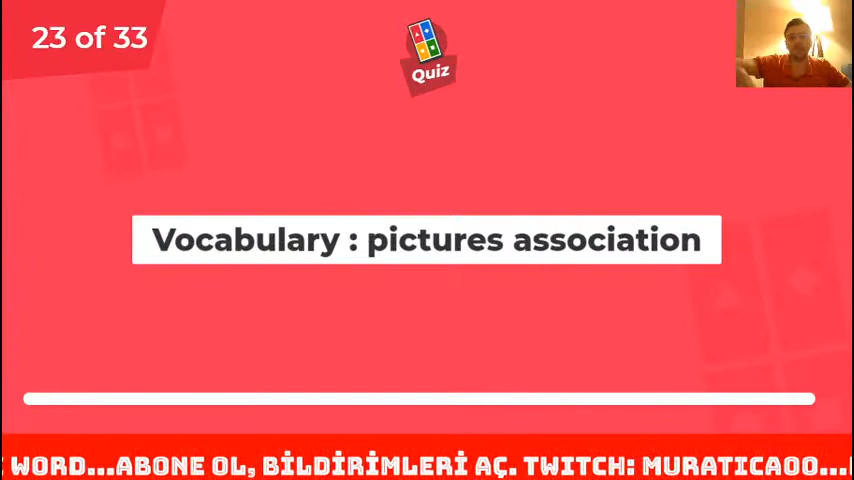 23 of 33
Quiz
Vocabulary : pictures association
WORD...ABONE OL, BİLDİRİMLERİ AÇ. TWITCH: MURATICA00...